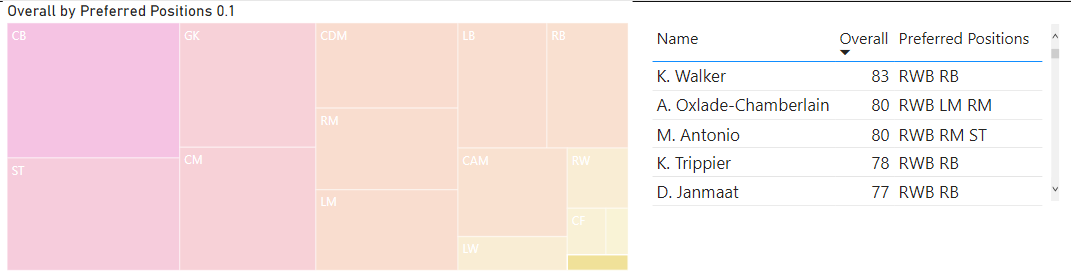 Overall by Preferred Positions 0.1
CB
GK
CDM
LB
RB
RM
ST
CM
CAM
RW
LM
CF
LW
Name Overall Preferred Positions
K. Walker 83 RWB RB
A. Oxlade-Chamberlain 80 RWB LM RM
M. Antonio 80 RWB RM ST
K. Trippier 78 RWB RB
D. Janmaat 77 RWB RB